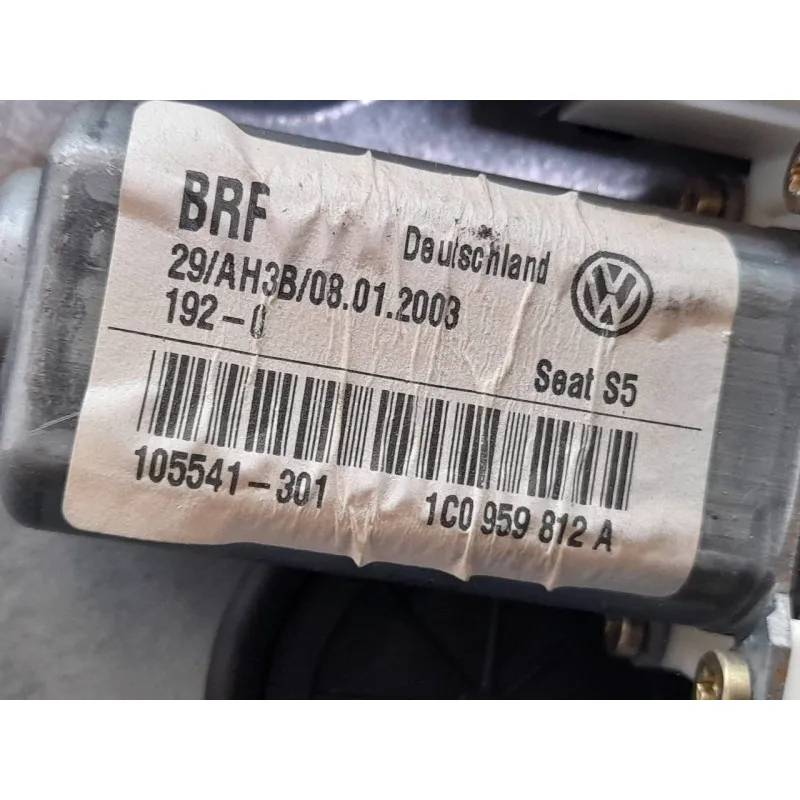 BRF
Deutschland
29/AH3B/08.01.2003
192-0
Seat S5
105541-301
1C0 959 812 A